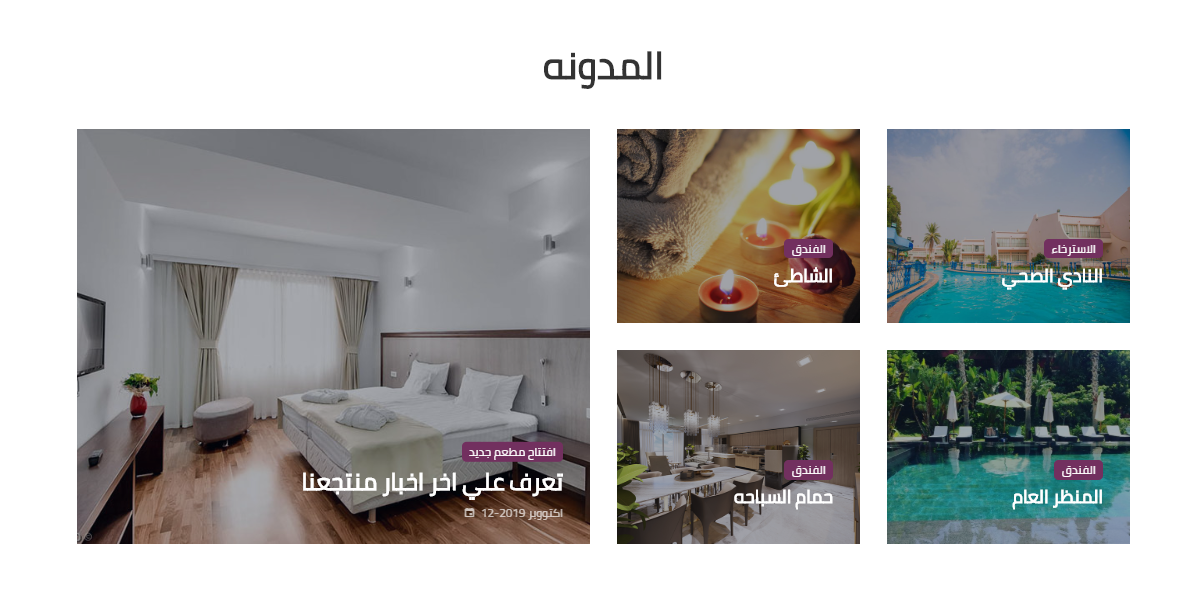 المدونه
الاسترخاء
النادي الصحي
الفندق
الشاطئ
الفندق
المنظر العام
الفندق
حمام السباحه
افتتاح مطعم جديد
تعرف علي اخر اخبار منتجعنا
اكتووبر 2019-12